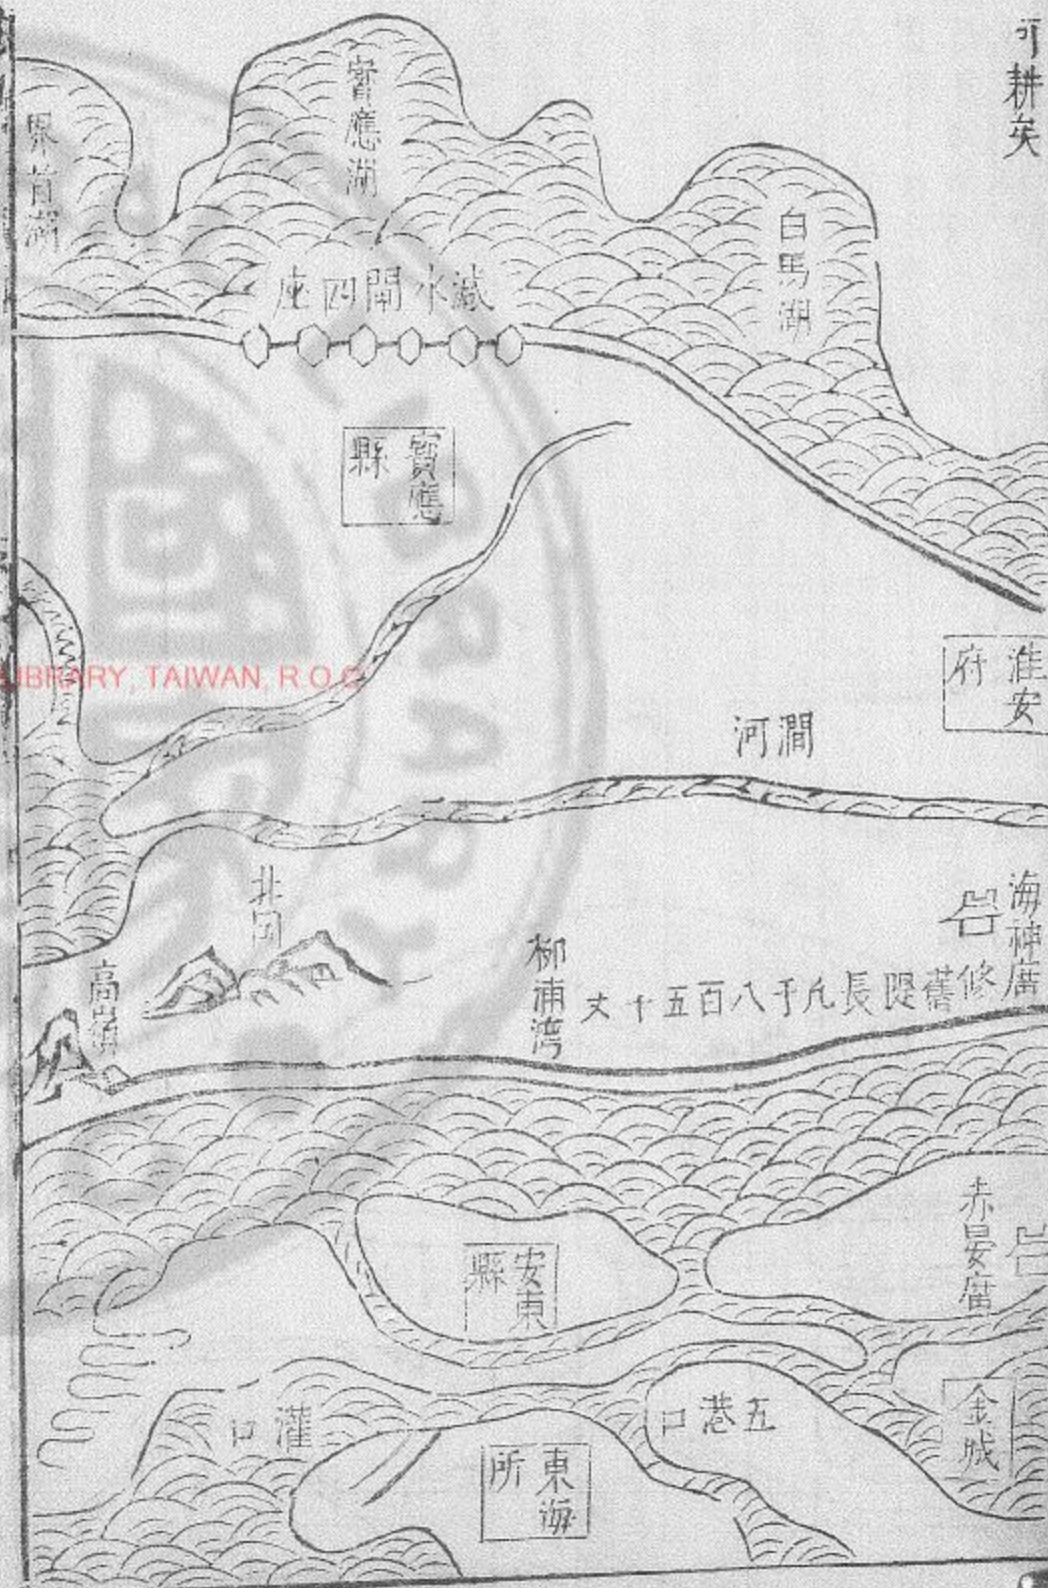 可耕矣
白馬湖
寶應湖
界首湖
減水閘四座
寶應縣
淮安府
澗河
海神庙
修舊隄長凡千八百五十丈
柳浦湾
北岡
高嶺
赤晏庙
安東縣
金城
五港口
灌口
東海所
LIBRARY, TAIWAN, R.O.C.